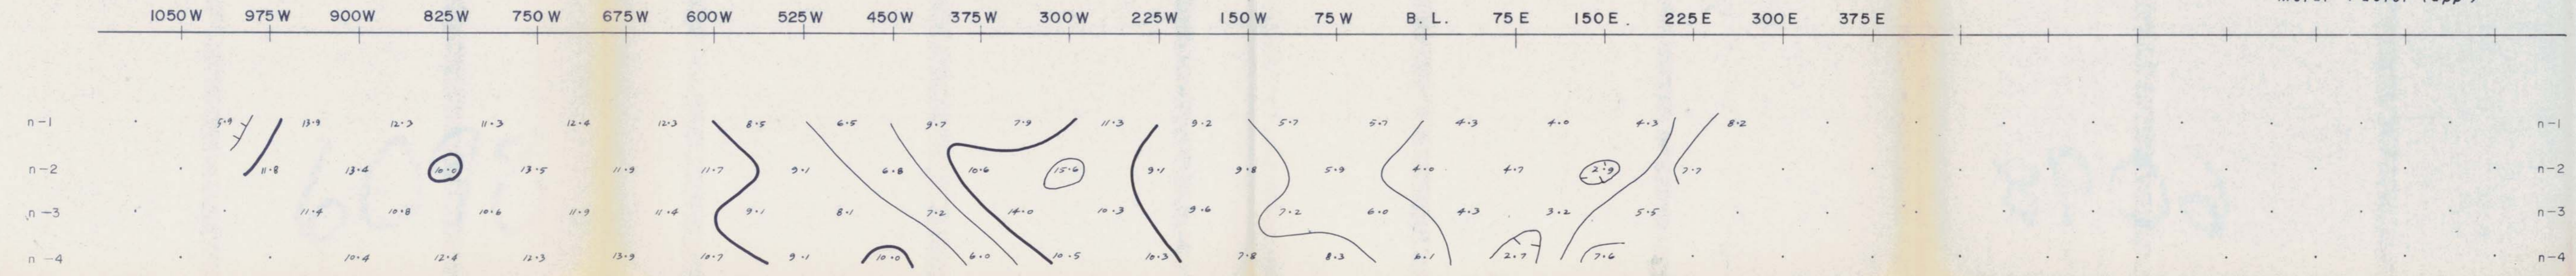 1050W 975W 900W 825W 750W 675W 600W 525W 450W 375W 300W 225W 150W 75W B.L. 75E 150E. 225E 300E 375E
n-1 5.9 13.9 12.3 11.3 12.4 12.3 8.5 6.5 9.7 7.9 11.3 9.2 5.7 5.7 4.3 4.0 4.3 8.2 n-1
n-2 11.8 13.4 10.0 13.5 11.9 11.7 9.1 6.8 10.6 15.6 9.1 9.8 5.9 4.0 4.7 2.9 7.7 n-2
n-3 11.4 10.8 10.6 11.9 11.4 9.1 8.1 7.2 14.0 10.3 9.6 7.2 6.0 4.3 3.2 5.5 n-3
n-4 10.4 12.4 12.3 13.9 10.7 9.1 10.0 6.0 10.5 10.3 7.8 8.3 6.1 2.7 7.6 n-4